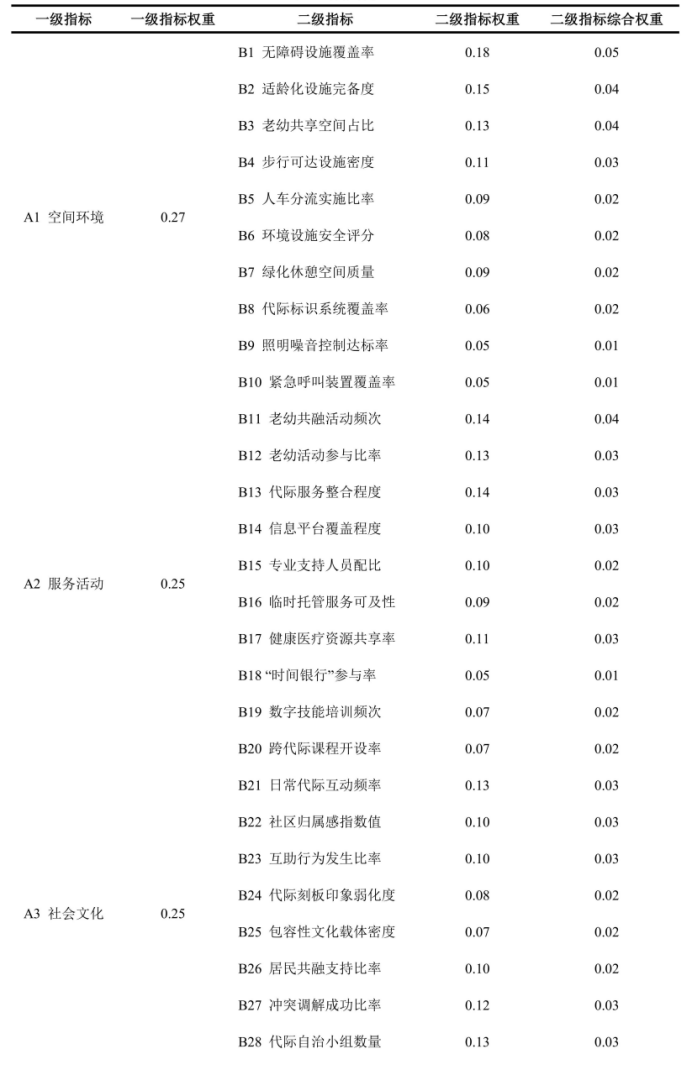 一级指标 一级指标权重 二级指标 二级指标权重 二级指标综合权重
B1 无障碍设施覆盖率 0.18 0.05
B2 适龄化设施完备度 0.15 0.04
B3 老幼共享空间占比 0.13 0.04
B4 步行可达设施密度 0.11 0.03
B5 人车分流实施比率 0.09 0.02
A1 空间环境 0.27
B6 环境设施安全评分 0.08 0.02
B7 绿化休憩空间质量 0.09 0.02
B8 代际标识系统覆盖率 0.06 0.02
B9 照明噪音控制达标率 0.05 0.01
B10 紧急呼叫装置覆盖率 0.05 0.01
B11 老幼共融活动频次 0.14 0.04
B12 老幼活动参与比率 0.13 0.03
B13 代际服务整合程度 0.14 0.03
B14 信息平台覆盖程度 0.10 0.03
B15 专业支持人员配比 0.10 0.02
A2 服务活动 0.25
B16 临时托管服务可及性 0.09 0.02
B17 健康医疗资源共享率 0.11 0.03
B18 “时间银行”参与率 0.05 0.01
B19 数字技能培训频次 0.07 0.02
B20 跨代际课程开设率 0.07 0.02
B21 日常代际互动频率 0.13 0.03
B22 社区归属感指数值 0.10 0.03
B23 互助行为发生比率 0.10 0.03
B24 代际刻板印象弱化度 0.08 0.02
A3 社会文化 0.25
B25 包容性文化载体密度 0.07 0.02
B26 居民共融支持比率 0.10 0.02
B27 冲突调解成功比率 0.12 0.03
B28 代际自治小组数量 0.13 0.03